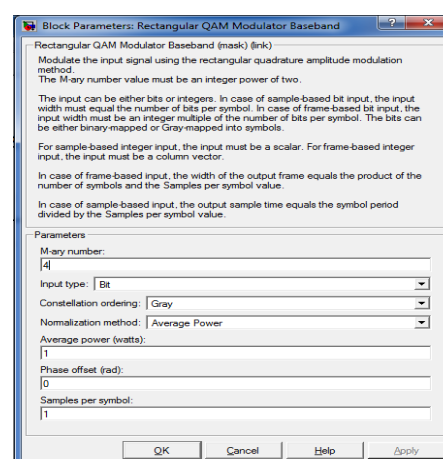 Block Parameters: Rectangular QAM Modulator Baseband
Rectangular QAM Modulator Baseband (mask) (link)
Modulate the input signal using the rectangular quadrature amplitude modulation
method.
The M-ary number value must be an integer power of two.
The input can be either bits or integers. In case of sample-based bit input, the input
width must equal the number of bits per symbol. In case of frame-based bit input, the
input width must be an integer multiple of the number of bits per symbol. The bits can
be either binary-mapped or Gray-mapped into symbols.
For sample-based integer input, the input must be a scalar. For frame-based integer
input, the input must be a column vector.
In case of frame-based input, the width of the output frame equals the product of the
number of symbols and the Samples per symbol value.
In case of sample-based input, the output sample time equals the symbol period
divided by the Samples per symbol value.
Parameters
M-ary number:
4
Input type: Bit
Constellation ordering: Gray
Normalization method: Average Power
Average power (watts):
1
Phase offset (rad):
0
Samples per symbol:
1
OK Cancel Help Apply